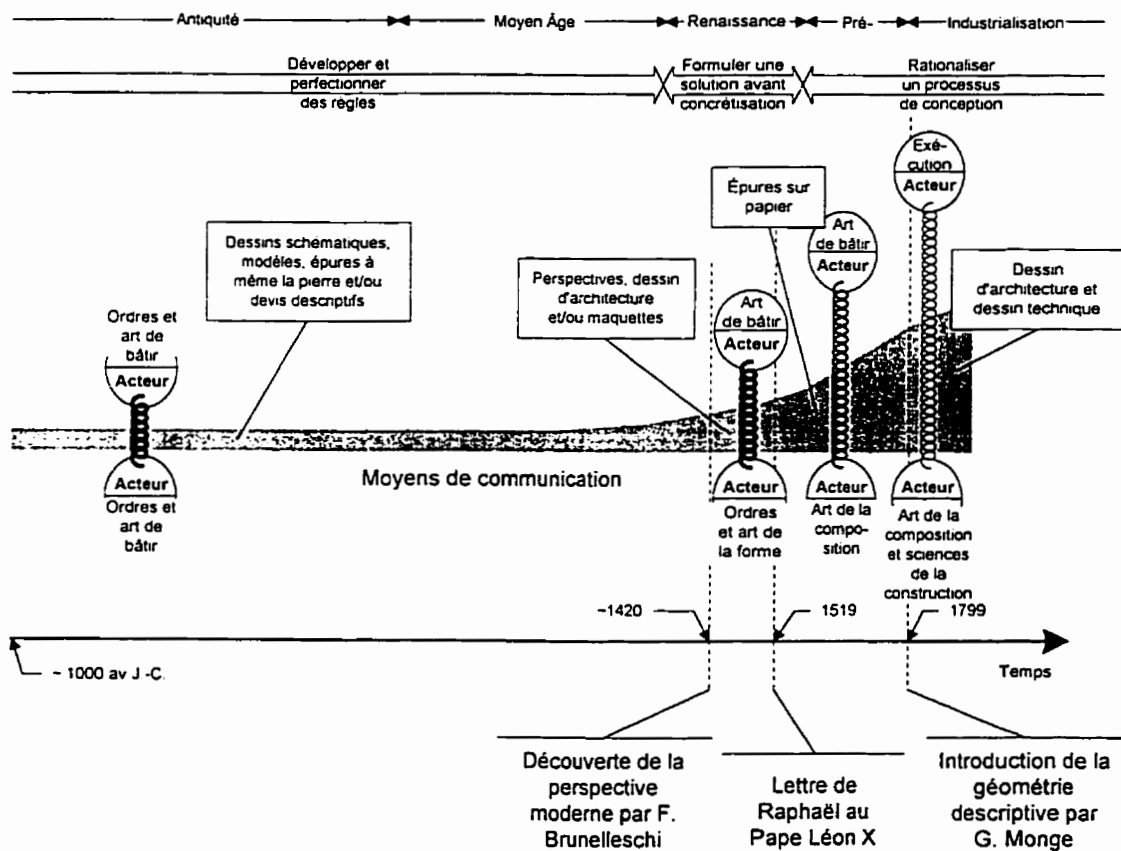 Antiquité
Moyen Âge
Renaissance
Pré-
Industrialisation
Développer et
perfectionner
des règles
Formuler une
solution avant
concrétisation
Rationaliser
un processus
de conception
Exé-
cution
Acteur
Épures sur
papier
Art
de bâtir
Acteur
Dessins schématiques,
modèles, épures à
même la pierre et/ou
devis descriptifs
Perspectives, dessin
d'architecture
et/ou maquettes
Dessin
d'architecture et
dessin technique
Art
de bâtir
Acteur
Ordres et
art de
bâtir
Acteur
Moyens de communication
Acteur
Ordres et
art de
bâtir
Acteur
Ordres
et art de
la forme
Acteur
Art de la
compo-
sition
Acteur
Art de la
composition
et sciences
de la
construction
~1420
1519
1799
~ 1000 av J.-C.
Temps
Découverte de la
perspective
moderne par F.
Brunelleschi
Lettre de
Raphaël au
Pape Léon X
Introduction de la
géométrie
descriptive par
G. Monge